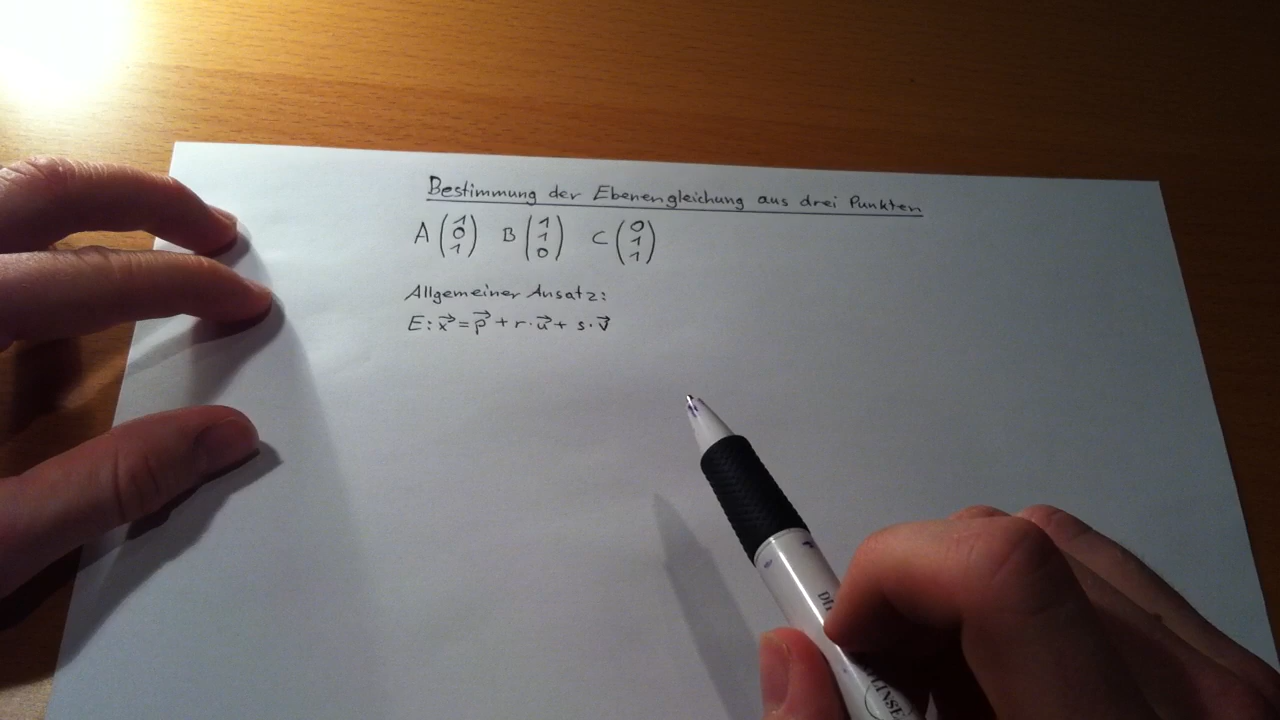 Bestimmung der Ebenengleichung aus drei Punkten
A (1 0 1) B (1 1 0) C (0 1 1)
Allgemeiner Ansatz:
E: x⃗ = p⃗ + r · u⃗ + s · v⃗